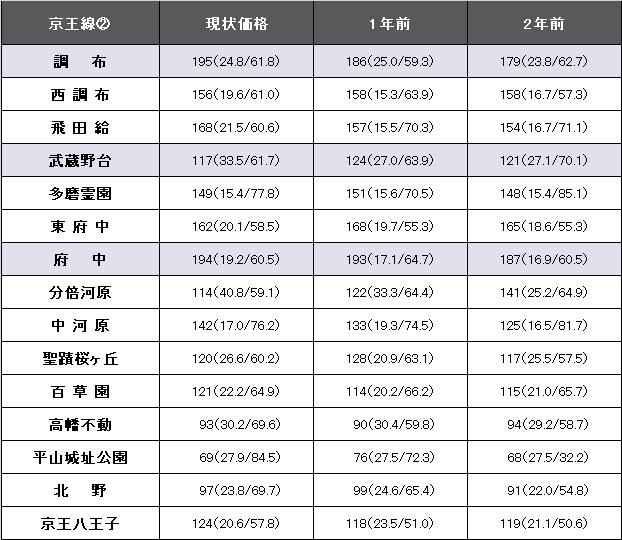 京王線② 現状価格 1年前 2年前
調 布 195(24.8/61.8) 186(25.0/59.3) 179(23.8/62.7)
西 調 布 156(19.6/61.0) 158(15.3/63.9) 158(16.7/57.3)
飛 田 給 168(21.5/60.6) 157(15.5/70.3) 154(16.7/71.1)
武蔵野台 117(33.5/61.7) 124(27.0/63.9) 121(27.1/70.1)
多磨霊園 149(15.4/77.8) 151(15.6/70.5) 148(15.4/85.1)
東 府 中 162(20.1/58.5) 168(19.7/55.3) 165(18.6/55.3)
府 中 194(19.2/60.5) 193(17.1/64.7) 187(16.9/60.5)
分倍河原 114(40.8/59.1) 122(33.3/64.4) 141(25.2/64.9)
中 河 原 142(17.0/76.2) 133(19.3/74.5) 125(16.5/81.7)
聖蹟桜ヶ丘 120(26.6/60.2) 128(20.9/63.1) 117(25.5/57.5)
百 草 園 121(22.2/64.9) 114(20.2/66.2) 115(21.0/65.7)
高幡不動 93(30.2/69.6) 90(30.4/59.8) 94(29.2/58.7)
平山城址公園 69(27.9/84.5) 76(27.5/72.3) 68(27.5/32.2)
北 野 97(23.8/69.7) 99(24.6/65.4) 91(22.0/54.8)
京王八王子 124(20.6/57.8) 118(23.5/51.0) 119(21.1/50.6)